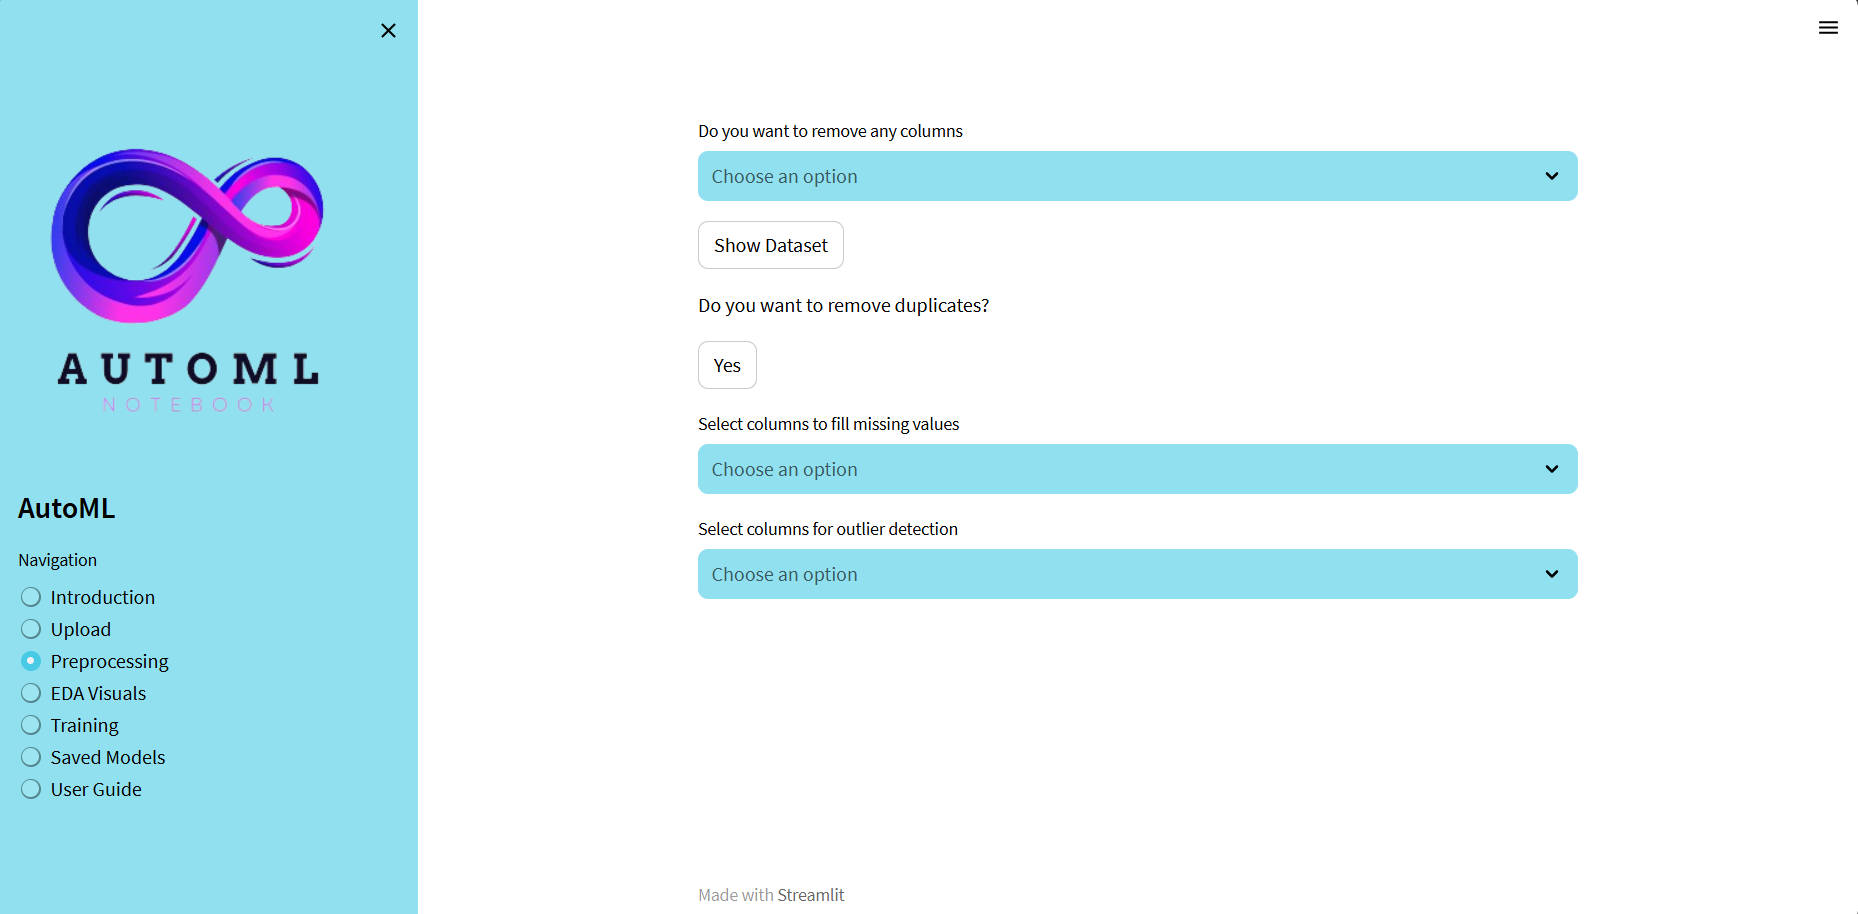 AUTOML
NOTEBOOK
AutoML
Navigation
Introduction
Upload
Preprocessing
EDA Visuals
Training
Saved Models
User Guide
Do you want to remove any columns
Choose an option
Show Dataset
Do you want to remove duplicates?
Yes
Select columns to fill missing values
Choose an option
Select columns for outlier detection
Choose an option
Made with Streamlit